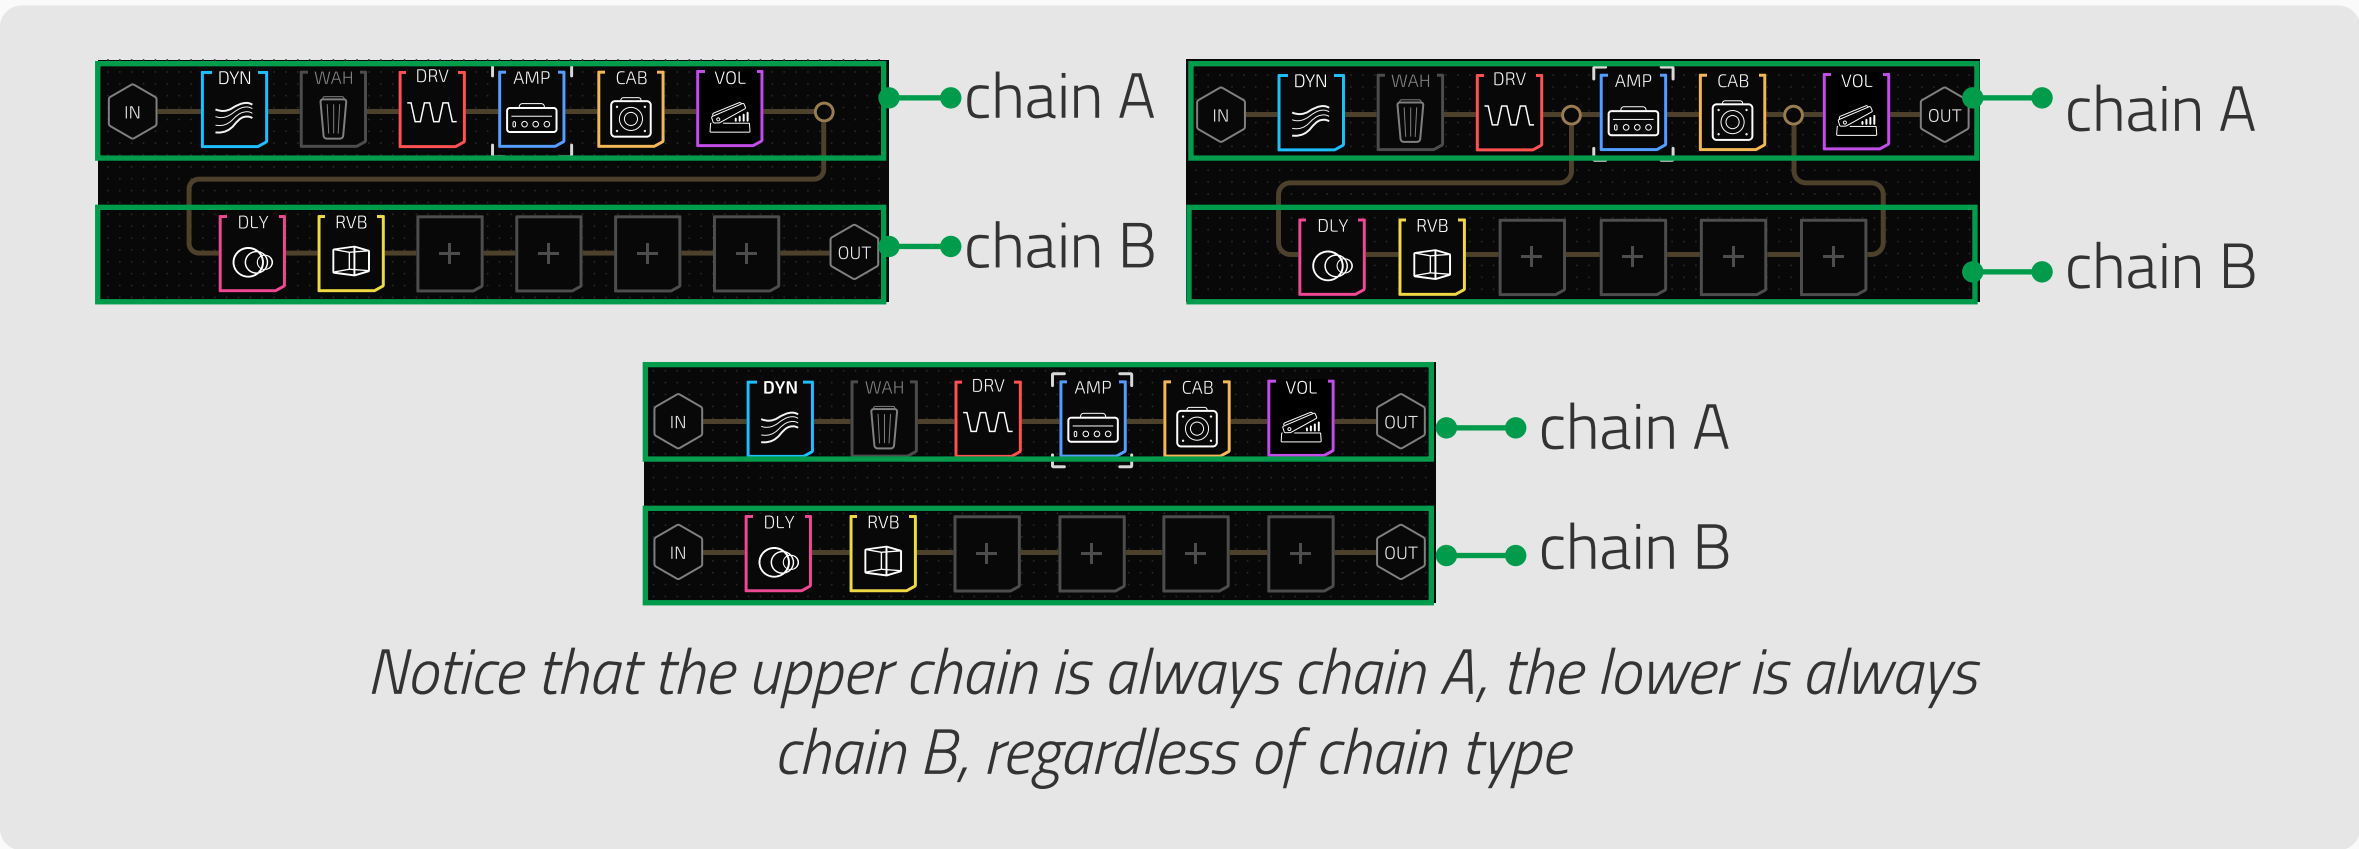 IN DYN WAH DRV AMP CAB VOL
chain A
DLY RVB + + + + OUT
chain B
IN DYN WAH DRV AMP CAB VOL OUT
chain A
DLY RVB + + + +
chain B
IN DYN WAH DRV AMP CAB VOL OUT
chain A
IN DLY RVB + + + + OUT
chain B
Notice that the upper chain is always chain A, the lower is always
chain B, regardless of chain type